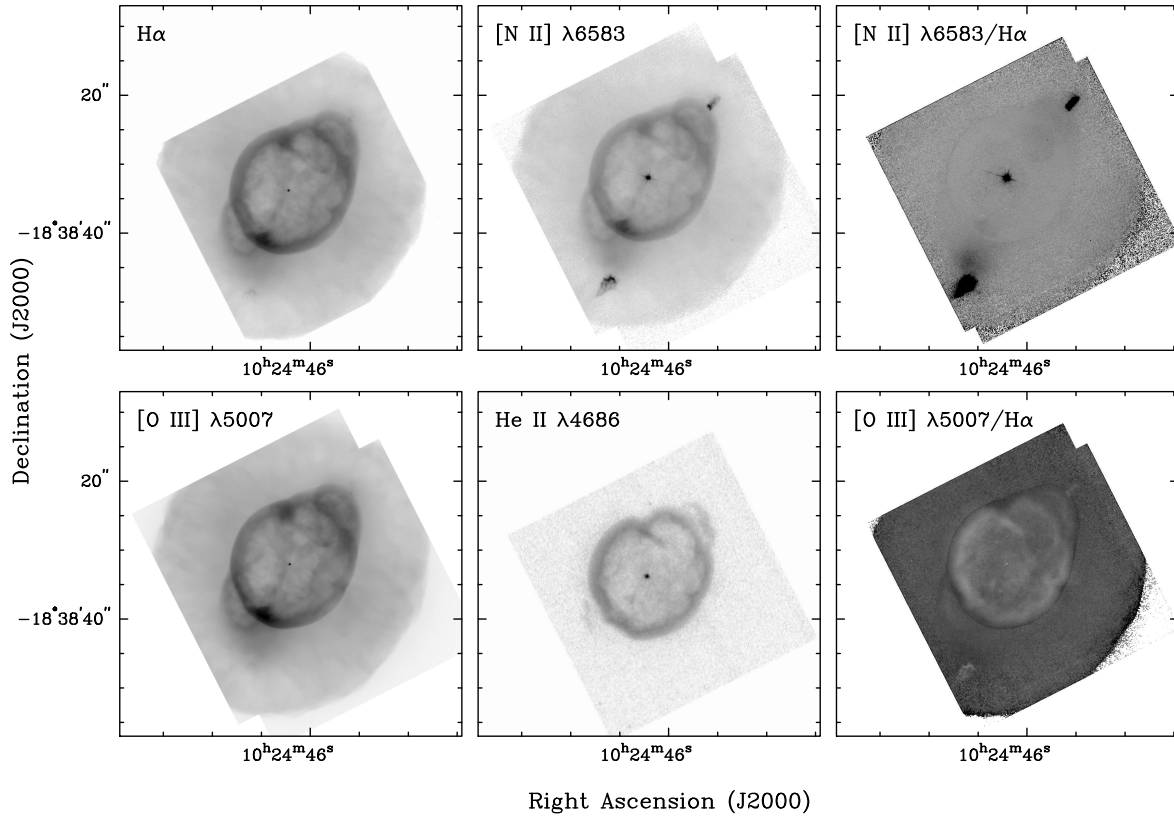 Hα
[N II] λ6583
[N II] λ6583/Hα
20"
−18°38'40"
10ʰ24ᵐ46ˢ
10ʰ24ᵐ46ˢ
10ʰ24ᵐ46ˢ
Declination (J2000)
[O III] λ5007
He II λ4686
[O III] λ5007/Hα
20"
−18°38'40"
10ʰ24ᵐ46ˢ
10ʰ24ᵐ46ˢ
10ʰ24ᵐ46ˢ
Right Ascension (J2000)